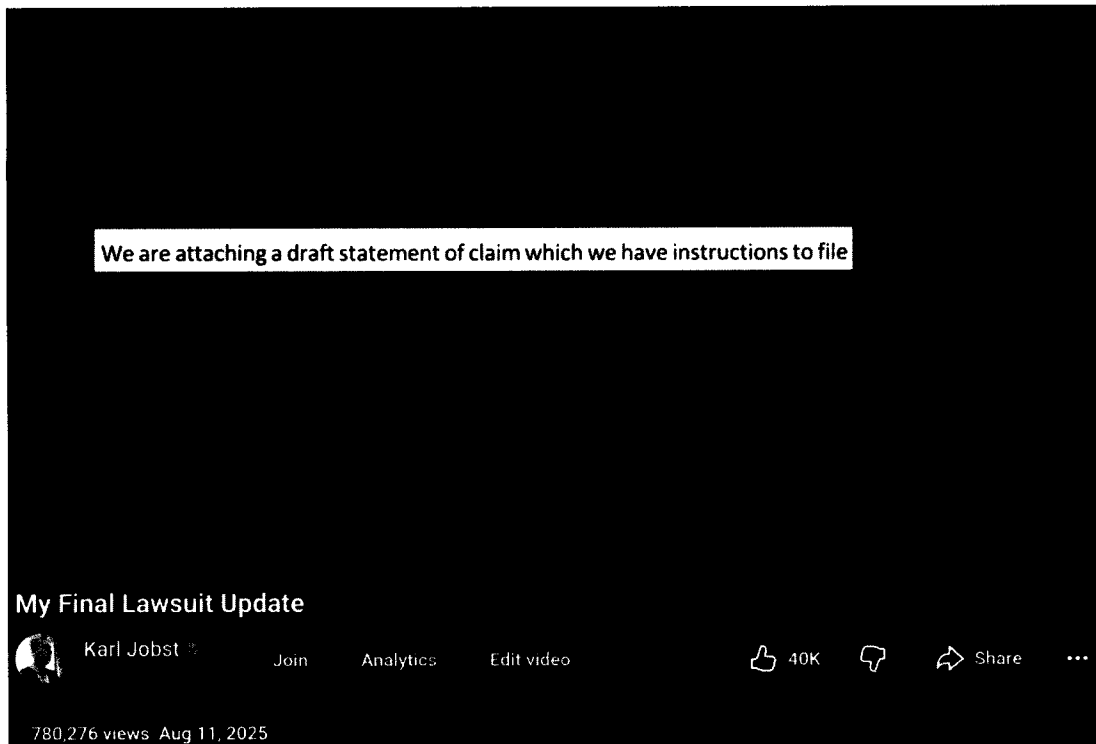 We are attaching a draft statement of claim which we have instructions to file
My Final Lawsuit Update
Karl Jobst
Join Analytics Edit video 40K Share
780,276 views Aug 11, 2025